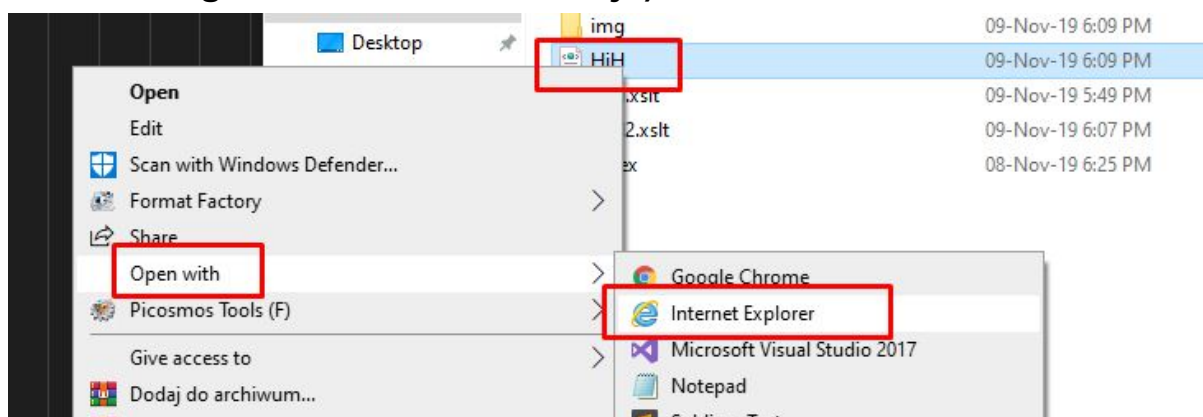 Desktop
img 09-Nov-19 6:09 PM
HiH 09-Nov-19 6:09 PM
.xslt 09-Nov-19 5:49 PM
2.xslt 09-Nov-19 6:07 PM
ex 08-Nov-19 6:25 PM
Open
Edit
Scan with Windows Defender...
Format Factory
Share
Open with
Picosmos Tools (F)
Give access to
Dodaj do archiwum...
Google Chrome
Internet Explorer
Microsoft Visual Studio 2017
Notepad